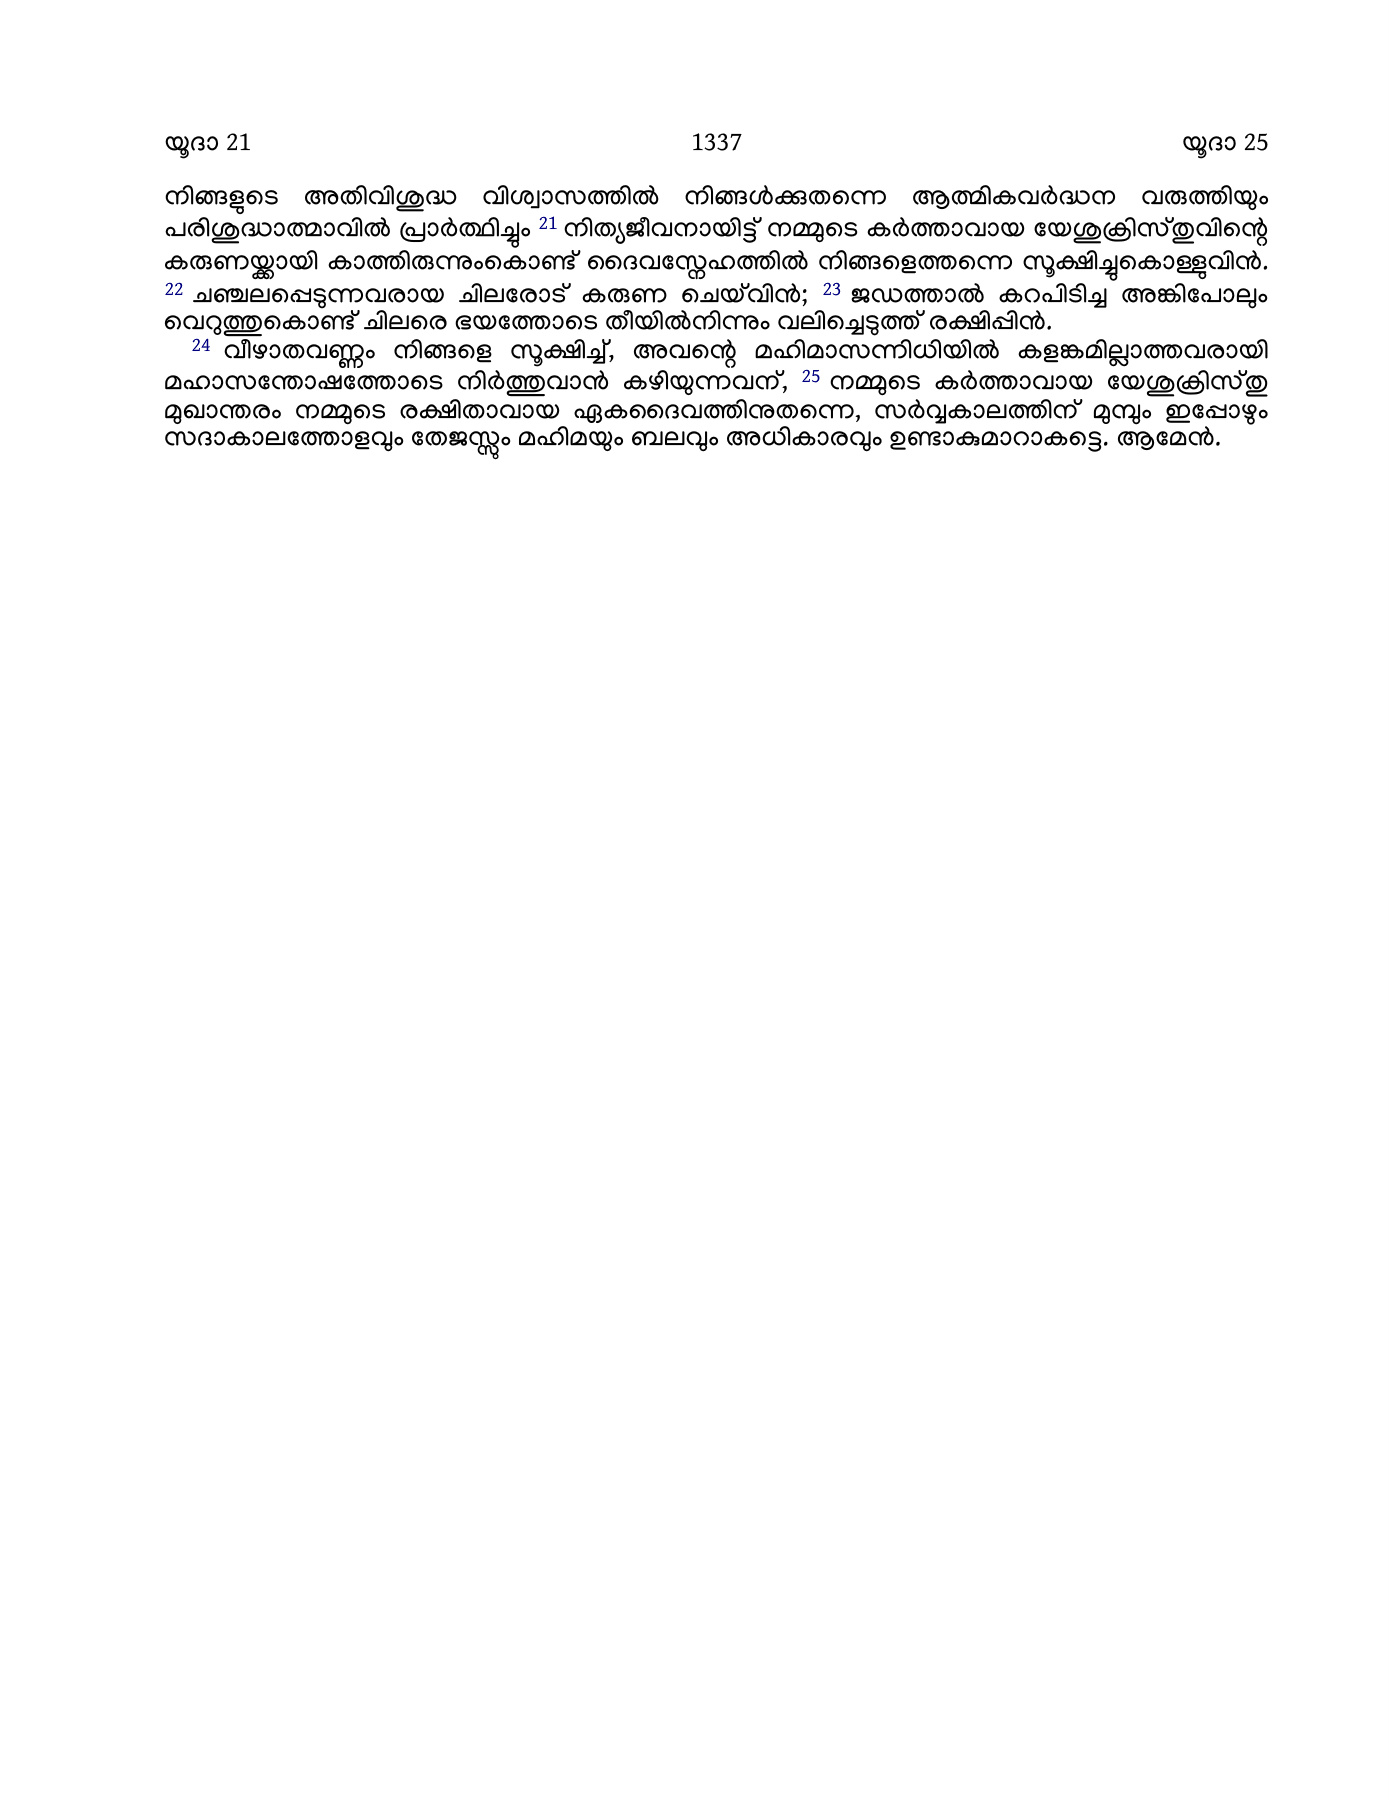 യൂദാ 21 1337 യൂദാ 25
നിങ്ങളുടെ അതിവിശുദ്ധ വിശ്വാസത്തിൽ നിങ്ങൾക്കുതന്നെ ആത്മികവർദ്ധന വരുത്തിയും
പരിശുദ്ധാത്മാവിൽ പ്രാർത്ഥിച്ചും 21 നിത്യജീവനായിട്ട് നമ്മുടെ കർത്താവായ യേശുക്രിസ്തുവിന്റെ
കരുണയ്ക്കായി കാത്തിരുന്നുംകൊണ്ട് ദൈവസ്നേഹത്തിൽ നിങ്ങളെത്തന്നെ സൂക്ഷിച്ചുകൊള്ളുവിൻ.
22 ചഞ്ചലപ്പെടുന്നവരായ ചിലരോട് കരുണ ചെയ്‌വിൻ; 23 ജഡത്താൽ കറപിടിച്ച അങ്കിപോലും
വെറുത്തുകൊണ്ട് ചിലരെ ഭയത്തോടെ തീയിൽനിന്നും വലിച്ചെടുത്ത് രക്ഷിപ്പിൻ.
24 വീഴാതവണ്ണം നിങ്ങളെ സൂക്ഷിച്ച്, അവന്റെ മഹിമാസന്നിധിയിൽ കളങ്കമില്ലാത്തവരായി
മഹാസന്തോഷത്തോടെ നിർത്തുവാൻ കഴിയുന്നവന്, 25 നമ്മുടെ കർത്താവായ യേശുക്രിസ്തു
മുഖാന്തരം നമ്മുടെ രക്ഷിതാവായ ഏകദൈവത്തിനുതന്നെ, സർവ്വകാലത്തിന് മുമ്പും ഇപ്പോഴും
സദാകാലത്തോളവും തേജസ്സും മഹിമയും ബലവും അധികാരവും ഉണ്ടാകുമാറാകട്ടെ. ആമേൻ.